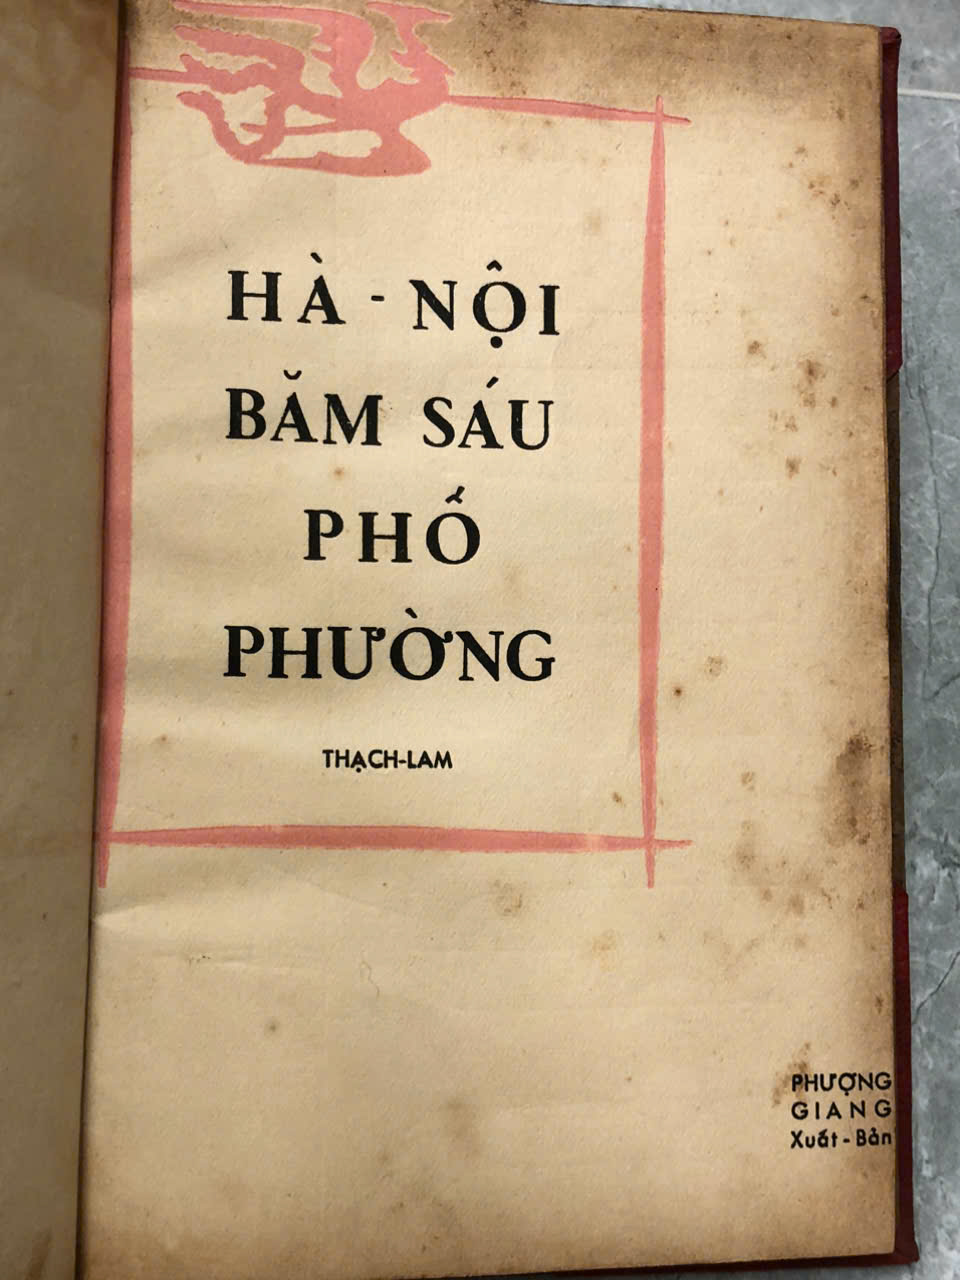 HÀ - NỘI
BĂM SÁU
PHỐ
PHƯỜNG
THẠCH-LAM
PHƯỢNG
GIANG
Xuất - Bản